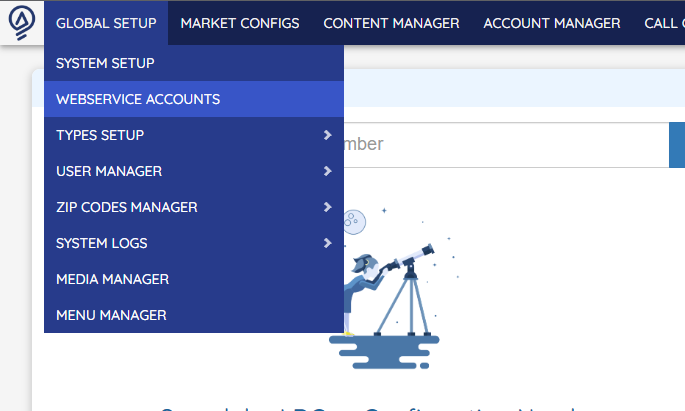 GLOBAL SETUP MARKET CONFIGS CONTENT MANAGER ACCOUNT MANAGER CALL
SYSTEM SETUP
WEBSERVICE ACCOUNTS
TYPES SETUP
mber
USER MANAGER
ZIP CODES MANAGER
SYSTEM LOGS
MEDIA MANAGER
MENU MANAGER